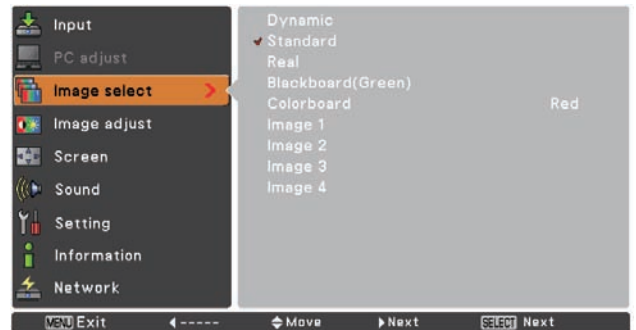 Input
PC adjust
Image select
Image adjust
Screen
Sound
Setting
Information
Network
Dynamic
Standard
Real
Blackboard(Green)
Colorboard Red
Image 1
Image 2
Image 3
Image 4
MENU Exit ----- Move Next SELECT Next